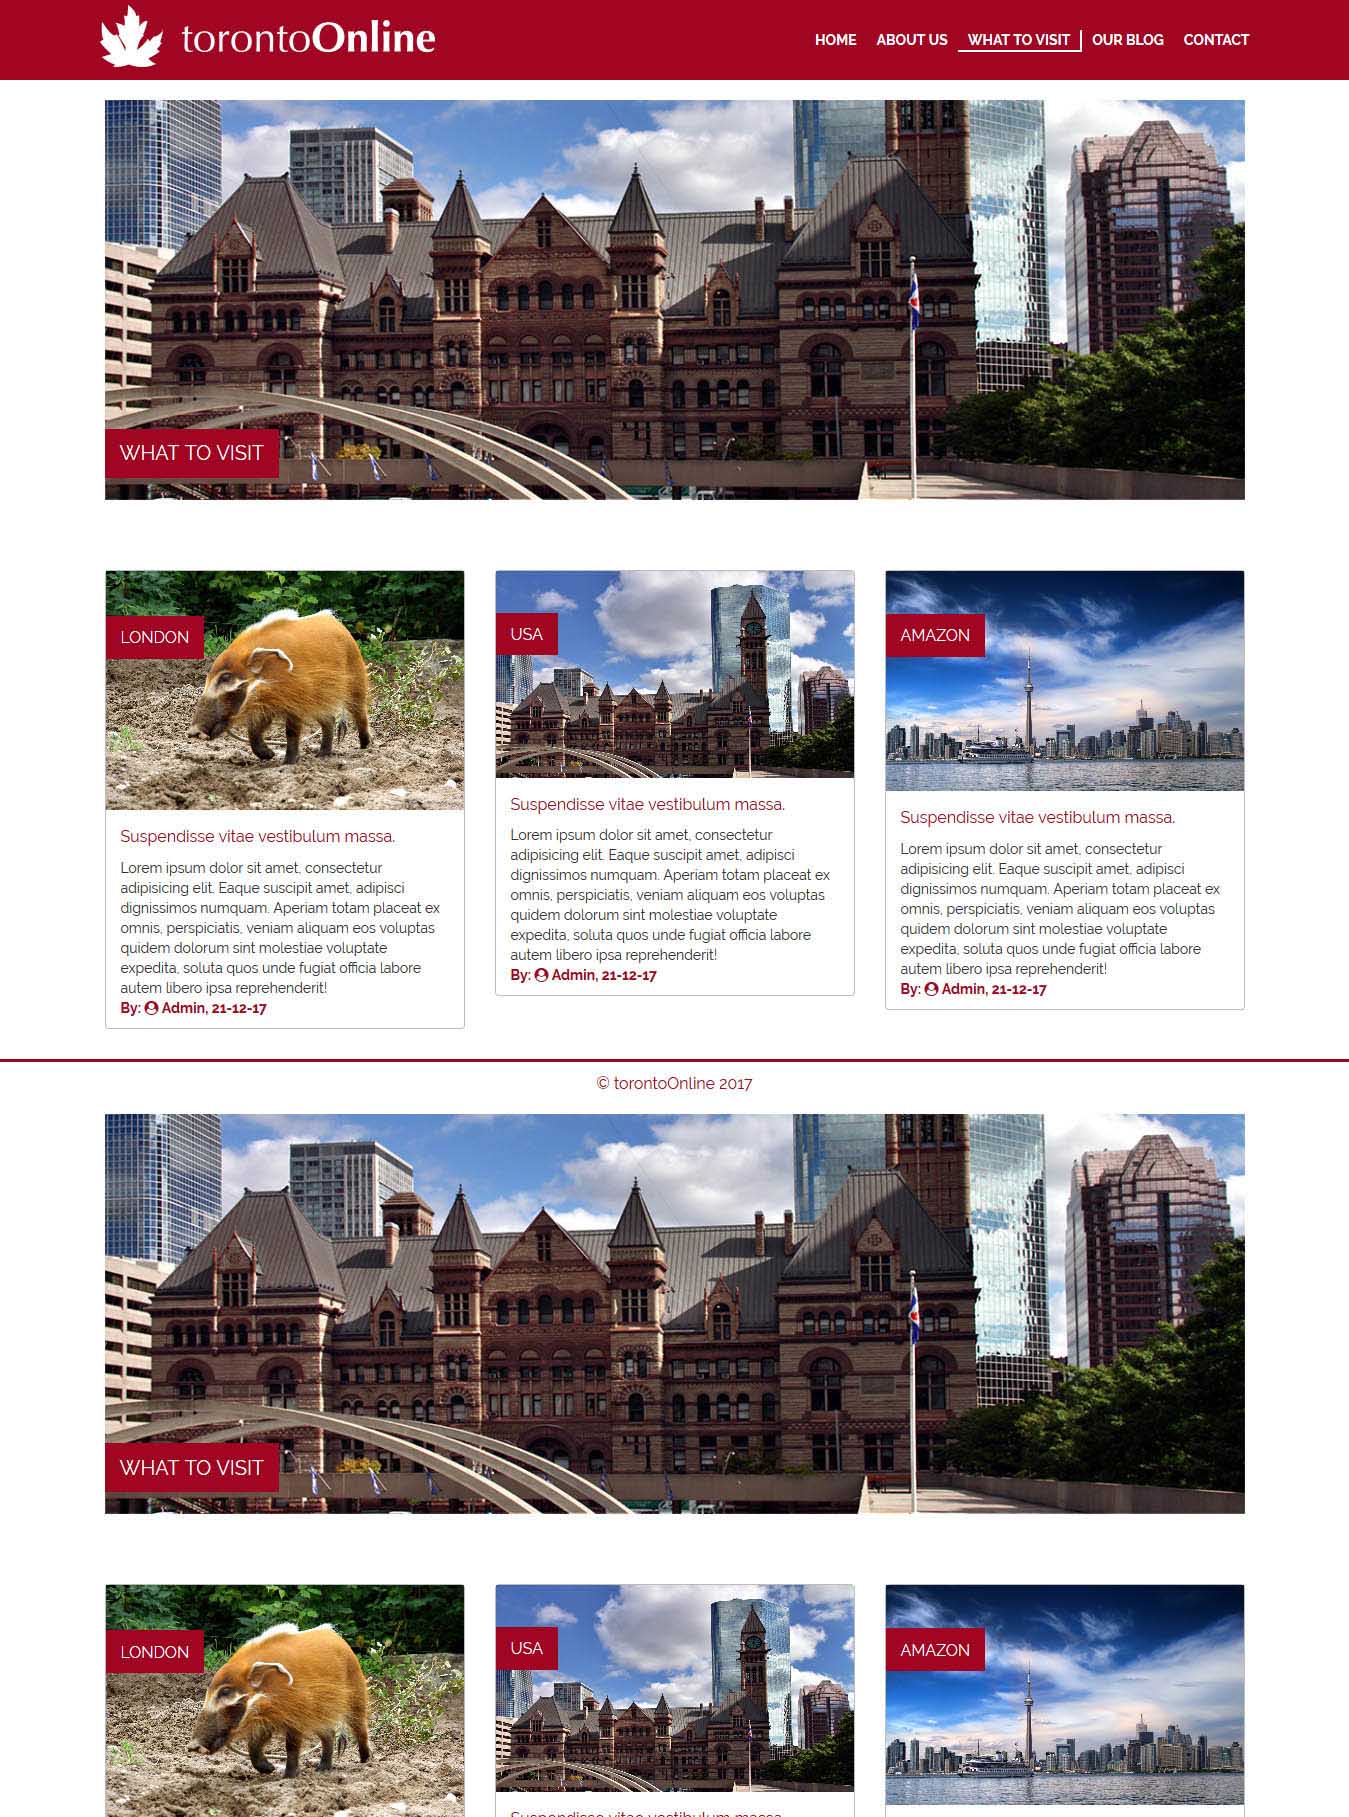 torontoOnline
HOME ABOUT US WHAT TO VISIT OUR BLOG CONTACT
WHAT TO VISIT
LONDON
Suspendisse vitae vestibulum massa.
Lorem ipsum dolor sit amet, consectetur
adipisicing elit. Eaque suscipit amet, adipisci
dignissimos numquam. Aperiam totam placeat ex
omnis, perspiciatis, veniam aliquam eos voluptas
quidem dolorum sint molestiae voluptate
expedita, soluta quos unde fugiat officia labore
autem libero ipsa reprehenderit!
By: Admin, 21-12-17
USA
Suspendisse vitae vestibulum massa.
Lorem ipsum dolor sit amet, consectetur
adipisicing elit. Eaque suscipit amet, adipisci
dignissimos numquam. Aperiam totam placeat ex
omnis, perspiciatis, veniam aliquam eos voluptas
quidem dolorum sint molestiae voluptate
expedita, soluta quos unde fugiat officia labore
autem libero ipsa reprehenderit!
By: Admin, 21-12-17
AMAZON
Suspendisse vitae vestibulum massa.
Lorem ipsum dolor sit amet, consectetur
adipisicing elit. Eaque suscipit amet, adipisci
dignissimos numquam. Aperiam totam placeat ex
omnis, perspiciatis, veniam aliquam eos voluptas
quidem dolorum sint molestiae voluptate
expedita, soluta quos unde fugiat officia labore
autem libero ipsa reprehenderit!
By: Admin, 21-12-17
© torontoOnline 2017
WHAT TO VISIT
LONDON
USA
AMAZON